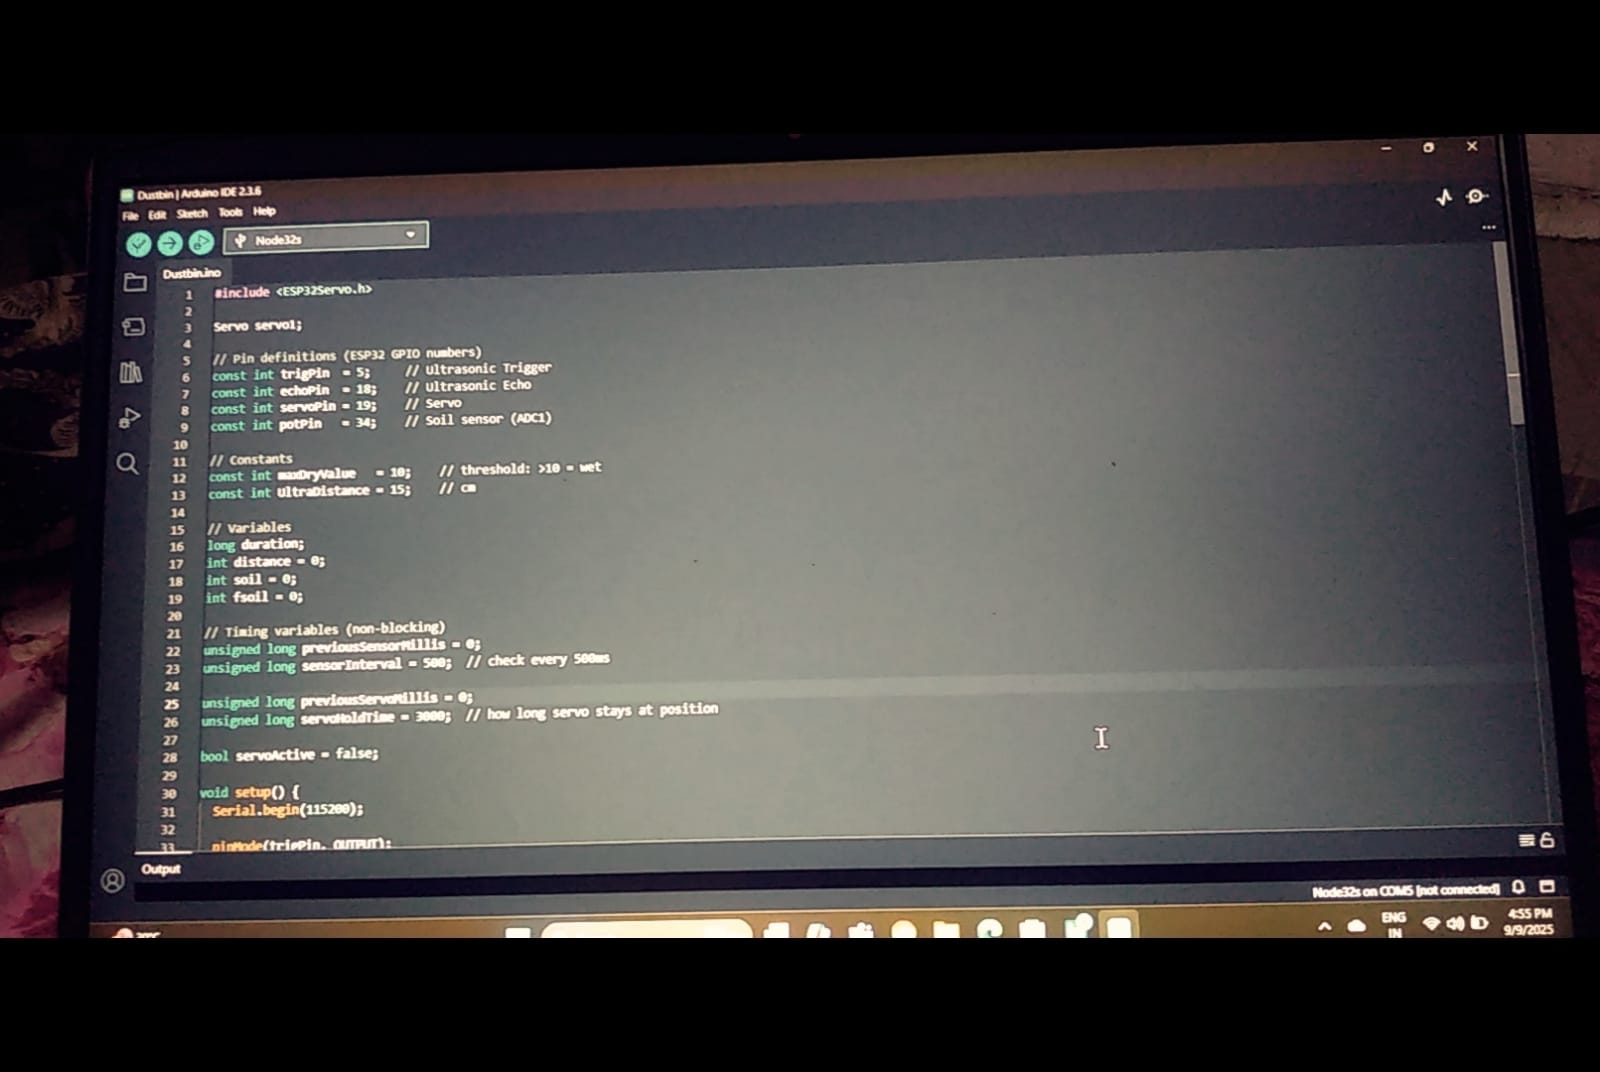 Dustbin | Arduino IDE 2.3.6
File Edit Sketch Tools Help
Node32s
Dustbin.ino
1 #include <ESP32Servo.h>
2
3 Servo servo1;
4
5 // Pin definitions (ESP32 GPIO numbers)
6 const int trigPin = 5; // Ultrasonic Trigger
7 const int echoPin = 18; // Ultrasonic Echo
8 const int servoPin = 19; // Servo
9 const int potPin = 34; // Soil sensor (ADC1)
10
11 // Constants
12 const int maxDryValue = 10; // threshold: >10 = wet
13 const int UltraDistance = 15; // cm
14
15 // Variables
16 long duration;
17 int distance = 0;
18 int soil = 0;
19 int fsoil = 0;
20
21 // Timing variables (non-blocking)
22 unsigned long previousSensorMillis = 0;
23 unsigned long sensorInterval = 500; // check every 500ms
24
25 unsigned long previousServoMillis = 0;
26 unsigned long servoHoldTime = 3000; // how long servo stays at position
27
28 bool servoActive = false;
29
30 void setup() {
31 Serial.begin(115200);
32
33 pinMode(trigPin, OUTPUT);
Output
Node32s on COM5 [not connected]
ENG
IN
4:55 PM
9/9/2025